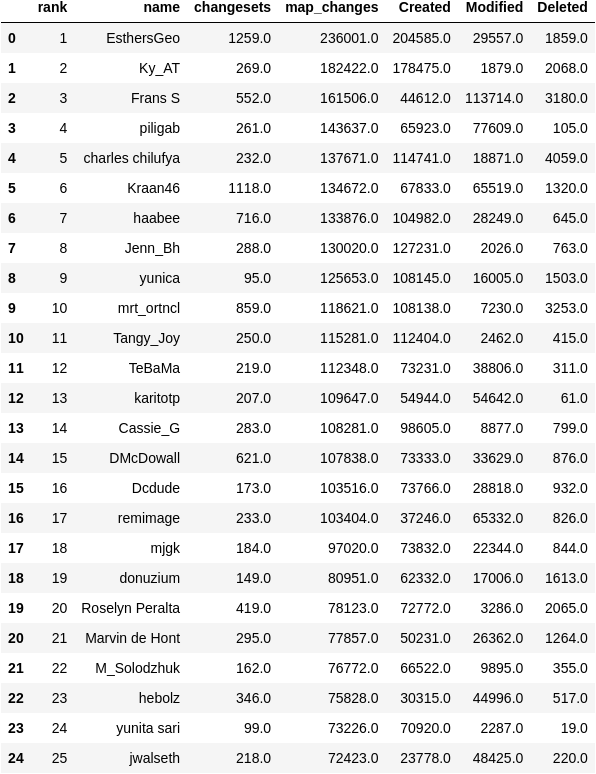 rank name changesets map_changes Created Modified Deleted
0 1 EsthersGeo 1259.0 236001.0 204585.0 29557.0 1859.0
1 2 Ky_AT 269.0 182422.0 178475.0 1879.0 2068.0
2 3 Frans S 552.0 161506.0 44612.0 113714.0 3180.0
3 4 piligab 261.0 143637.0 65923.0 77609.0 105.0
4 5 charles chilufya 232.0 137671.0 114741.0 18871.0 4059.0
5 6 Kraan46 1118.0 134672.0 67833.0 65519.0 1320.0
6 7 haabee 716.0 133876.0 104982.0 28249.0 645.0
7 8 Jenn_Bh 288.0 130020.0 127231.0 2026.0 763.0
8 9 yunica 95.0 125653.0 108145.0 16005.0 1503.0
9 10 mrt_ortncl 859.0 118621.0 108138.0 7230.0 3253.0
10 11 Tangy_Joy 250.0 115281.0 112404.0 2462.0 415.0
11 12 TeBaMa 219.0 112348.0 73231.0 38806.0 311.0
12 13 karitotp 207.0 109647.0 54944.0 54642.0 61.0
13 14 Cassie_G 283.0 108281.0 98605.0 8877.0 799.0
14 15 DMcDowall 621.0 107838.0 73333.0 33629.0 876.0
15 16 Dcdude 173.0 103516.0 73766.0 28818.0 932.0
16 17 remimage 233.0 103404.0 37246.0 65332.0 826.0
17 18 mjgk 184.0 97020.0 73832.0 22344.0 844.0
18 19 donuzium 149.0 80951.0 62332.0 17006.0 1613.0
19 20 Roselyn Peralta 419.0 78123.0 72772.0 3286.0 2065.0
20 21 Marvin de Hont 295.0 77857.0 50231.0 26362.0 1264.0
21 22 M_Solodzhuk 162.0 76772.0 66522.0 9895.0 355.0
22 23 hebolz 346.0 75828.0 30315.0 44996.0 517.0
23 24 yunita sari 99.0 73226.0 70920.0 2287.0 19.0
24 25 jwalseth 218.0 72423.0 23778.0 48425.0 220.0